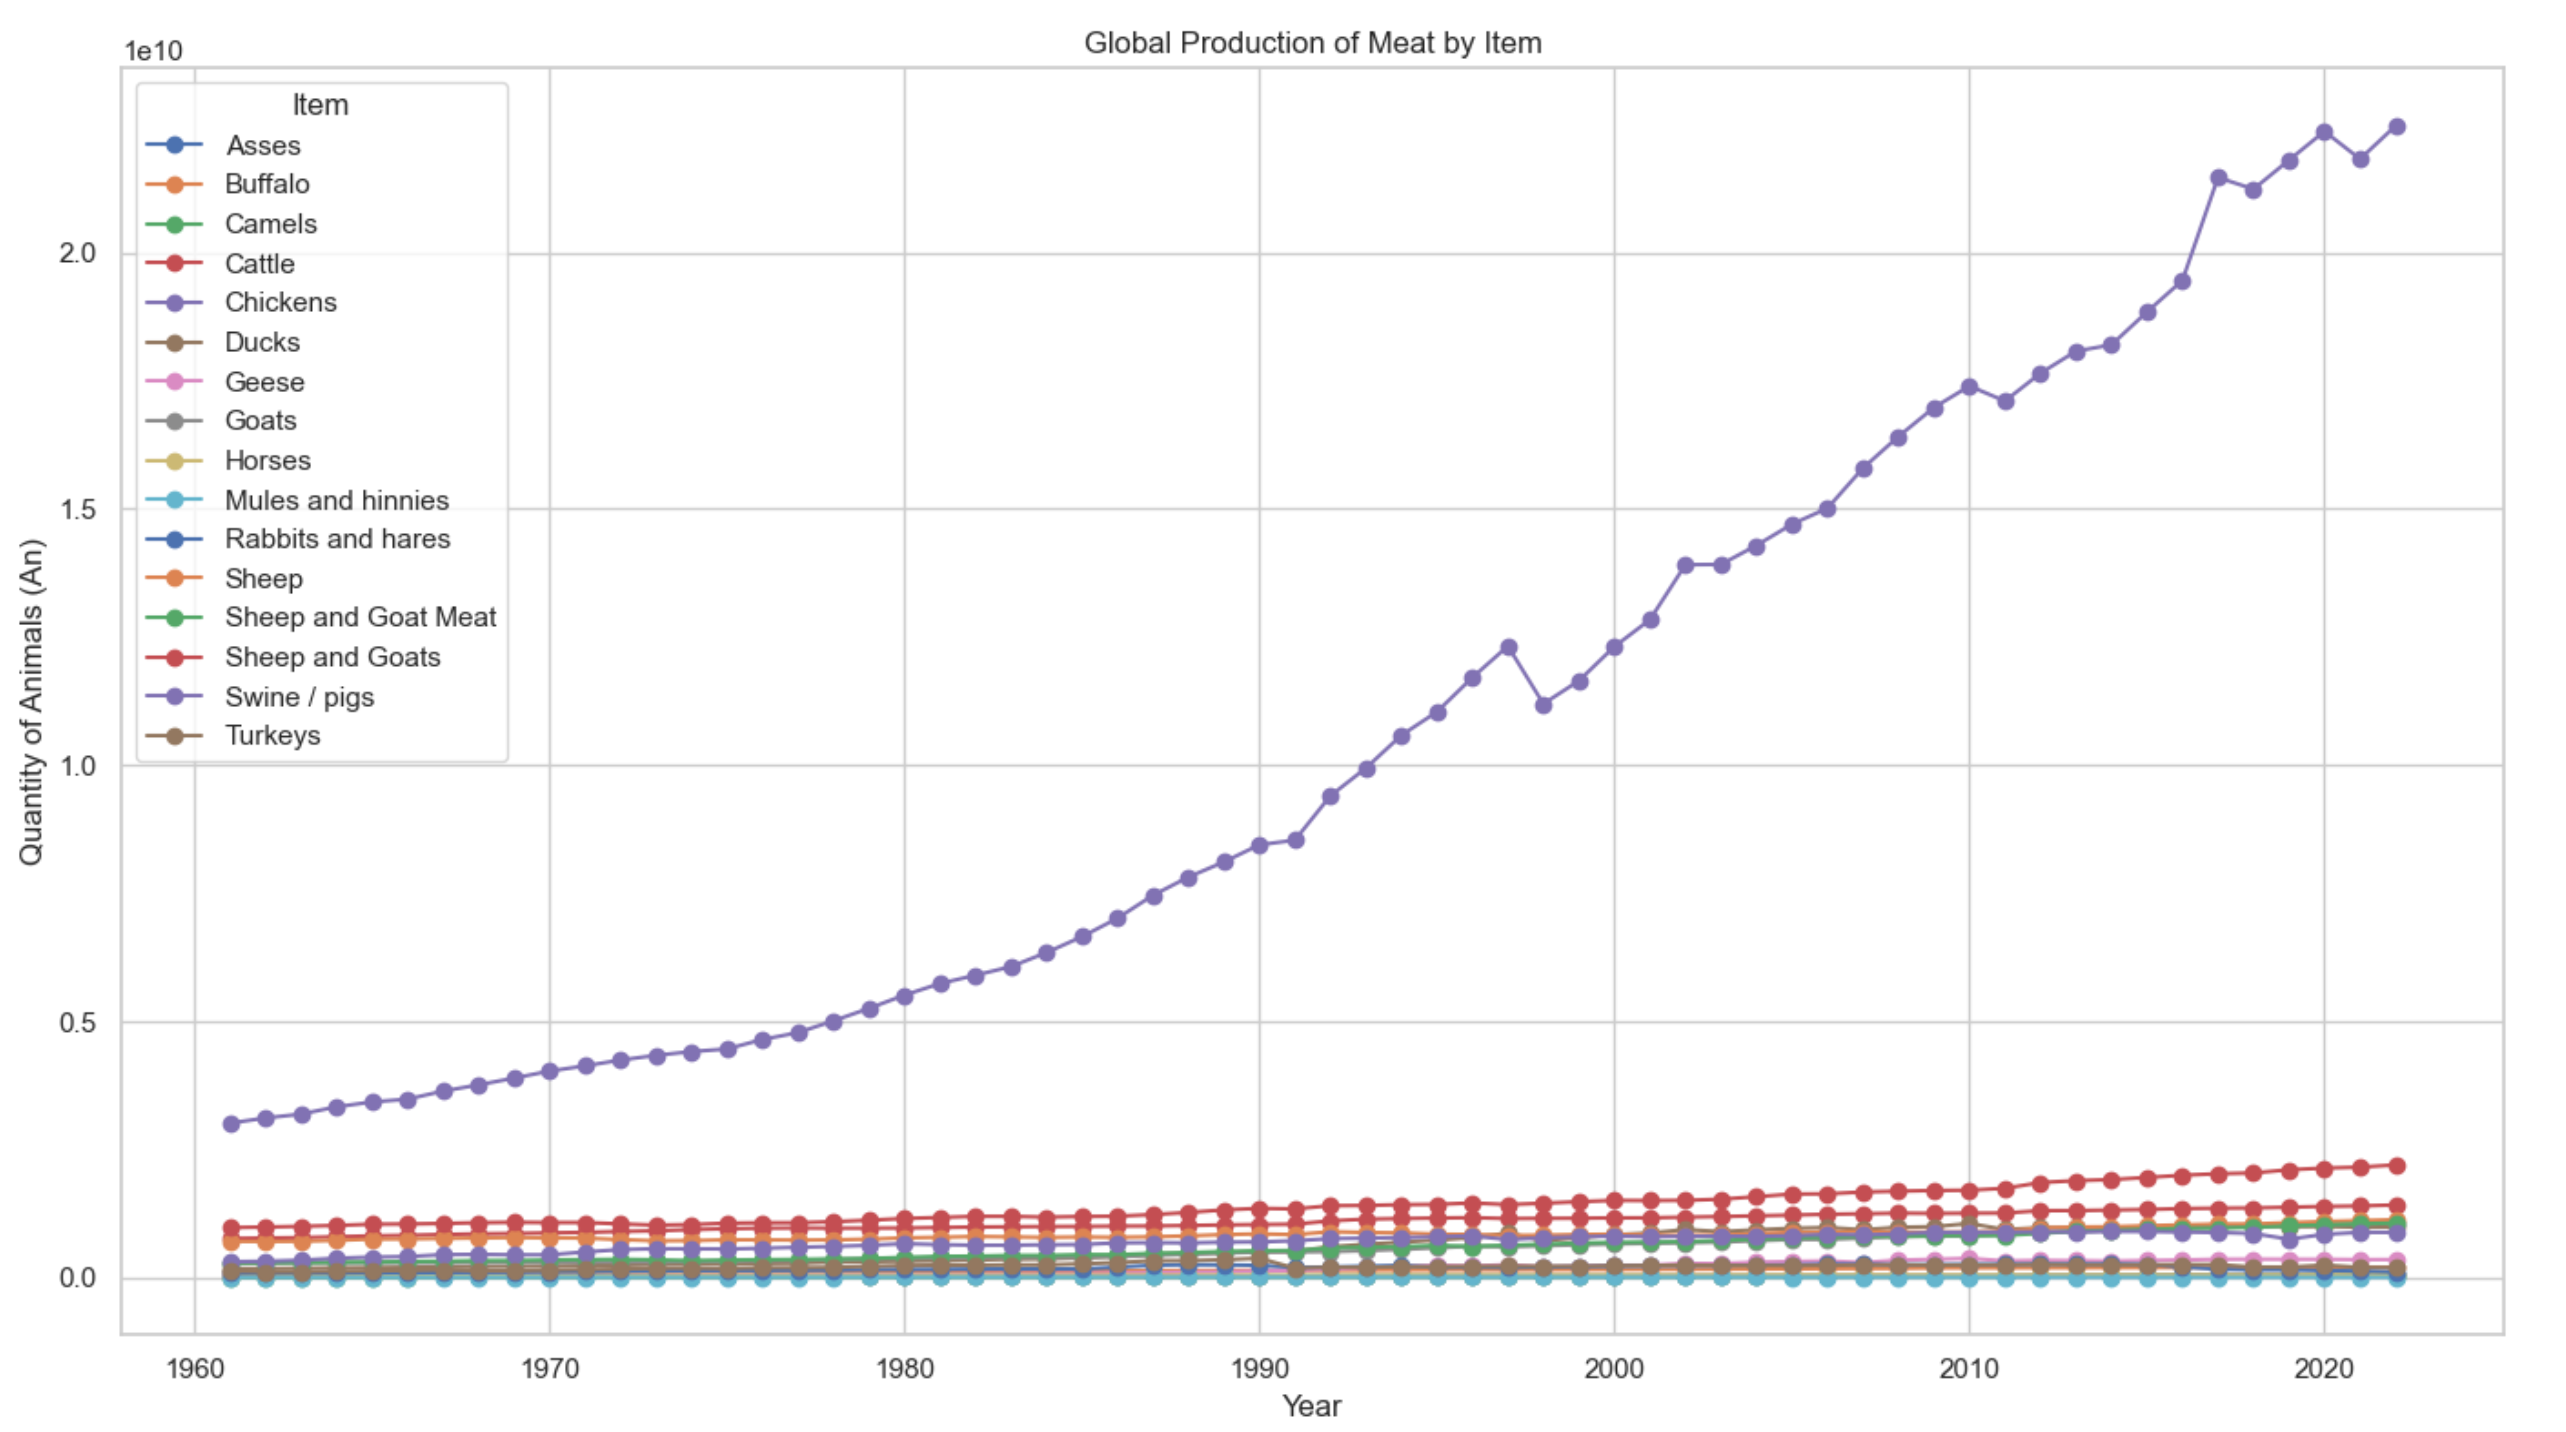 Global Production of Meat by Item
1e10
Item
Asses
Buffalo
Camels
Cattle
Chickens
Ducks
Geese
Goats
Horses
Mules and hinnies
Rabbits and hares
Sheep
Sheep and Goat Meat
Sheep and Goats
Swine / pigs
Turkeys
Quantity of Animals (An)
2.0
1.5
1.0
0.5
0.0
1960 1970 1980 1990 2000 2010 2020
Year